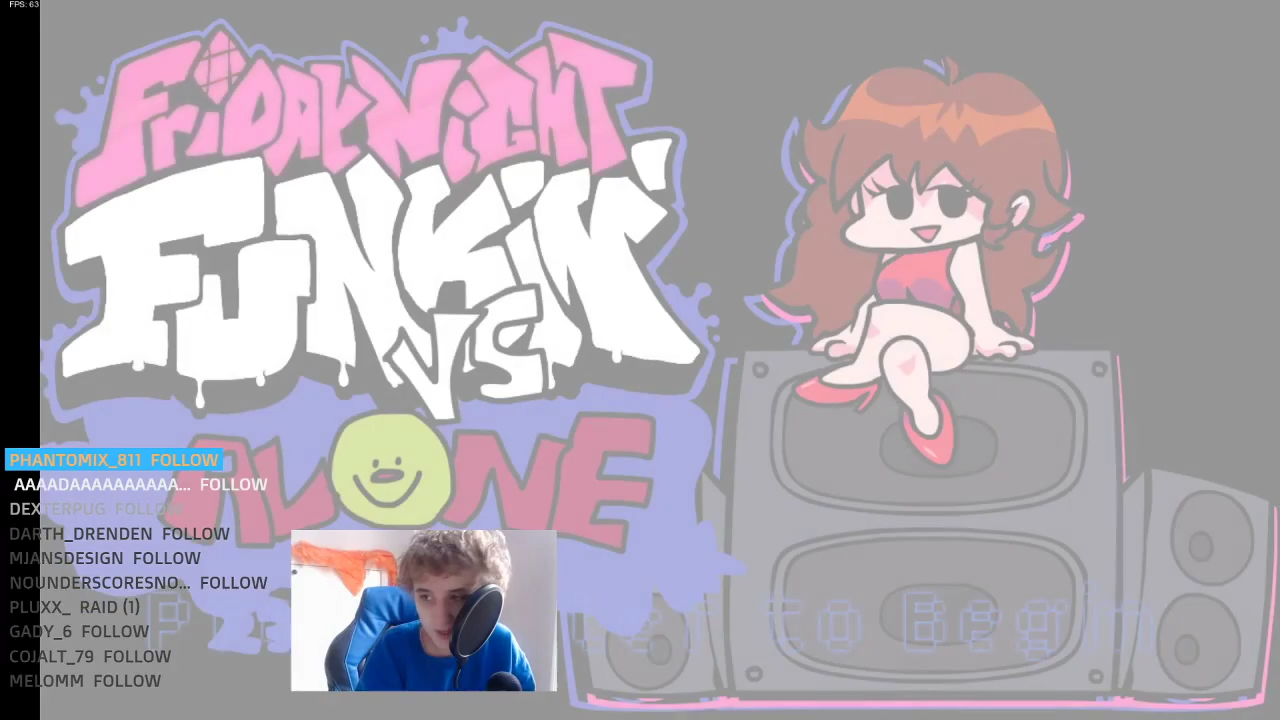 FPS: 63
FRiDAY NiGHT
FUNKiN'
VS
ALONE
PHANTOMIX_811 FOLLOW
AAAADAAAAAAAAAA... FOLLOW
DEXTERPUG FOLLOW
DARTH_DRENDEN FOLLOW
MJANSDESIGN FOLLOW
NOUNDERSCORESNO... FOLLOW
PLUXX_ RAID (1)
GADY_6 FOLLOW
COJALT_79 FOLLOW
MELOMM FOLLOW
to Begin